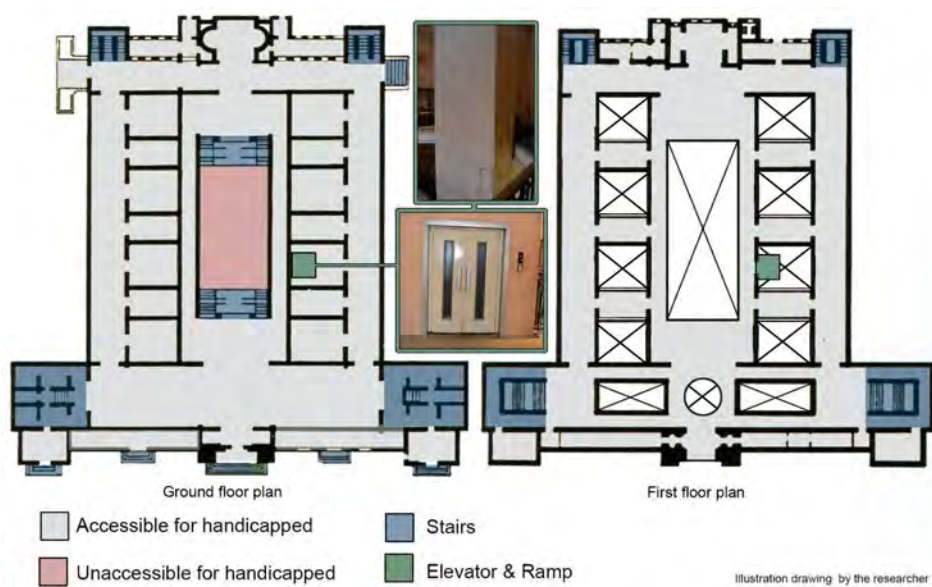 Ground floor plan
First floor plan
Accessible for handicapped
Stairs
Unaccessible for handicapped
Elevator & Ramp
Illustration drawing by the researcher